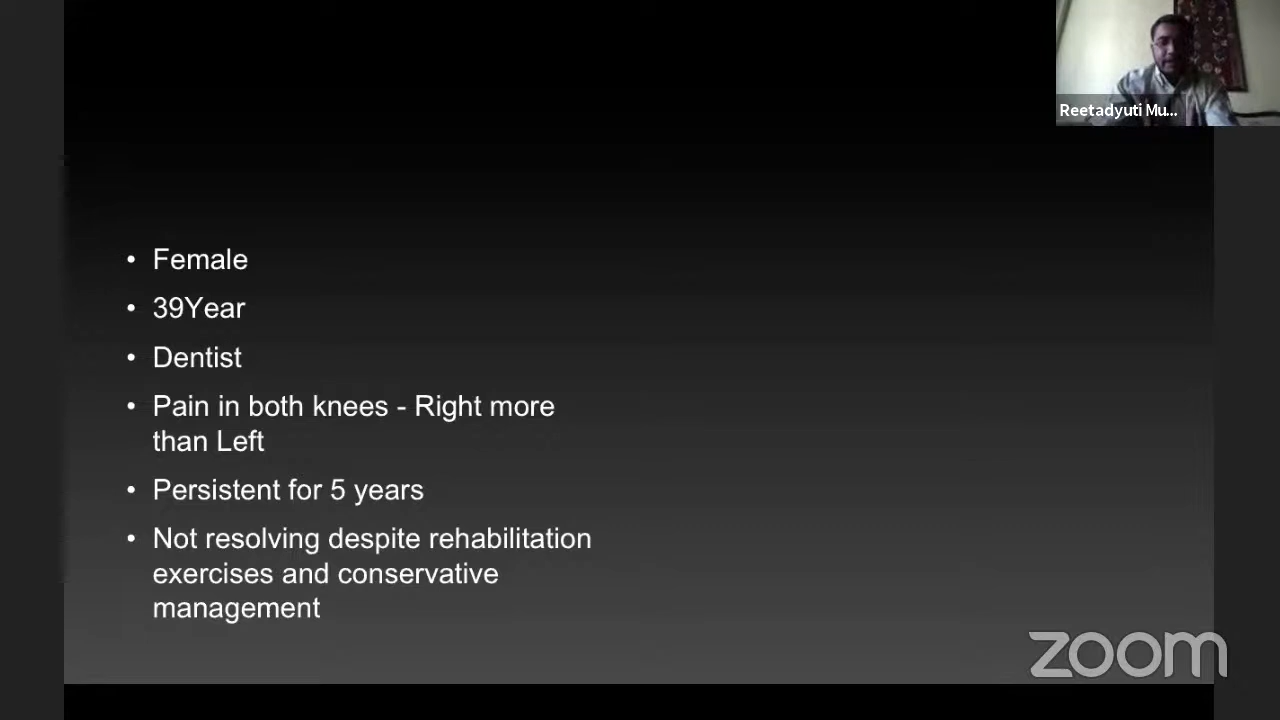 Reetadyuti Mu...
• Female
• 39Year
• Dentist
• Pain in both knees - Right more
than Left
• Persistent for 5 years
• Not resolving despite rehabilitation
exercises and conservative
management
zoom